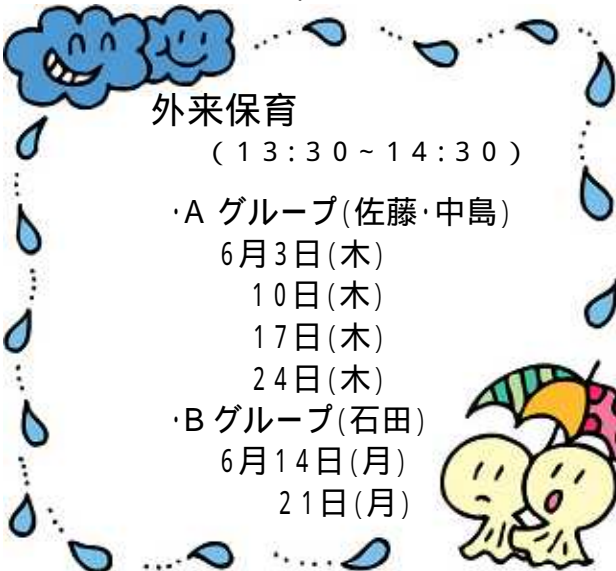 外来保育
（１３：３０～１４：３０）
・A グループ(佐藤・中島)
6月3日(木)
10日(木)
17日(木)
24日(木)
・B グループ(石田)
6月14日(月)
21日(月)